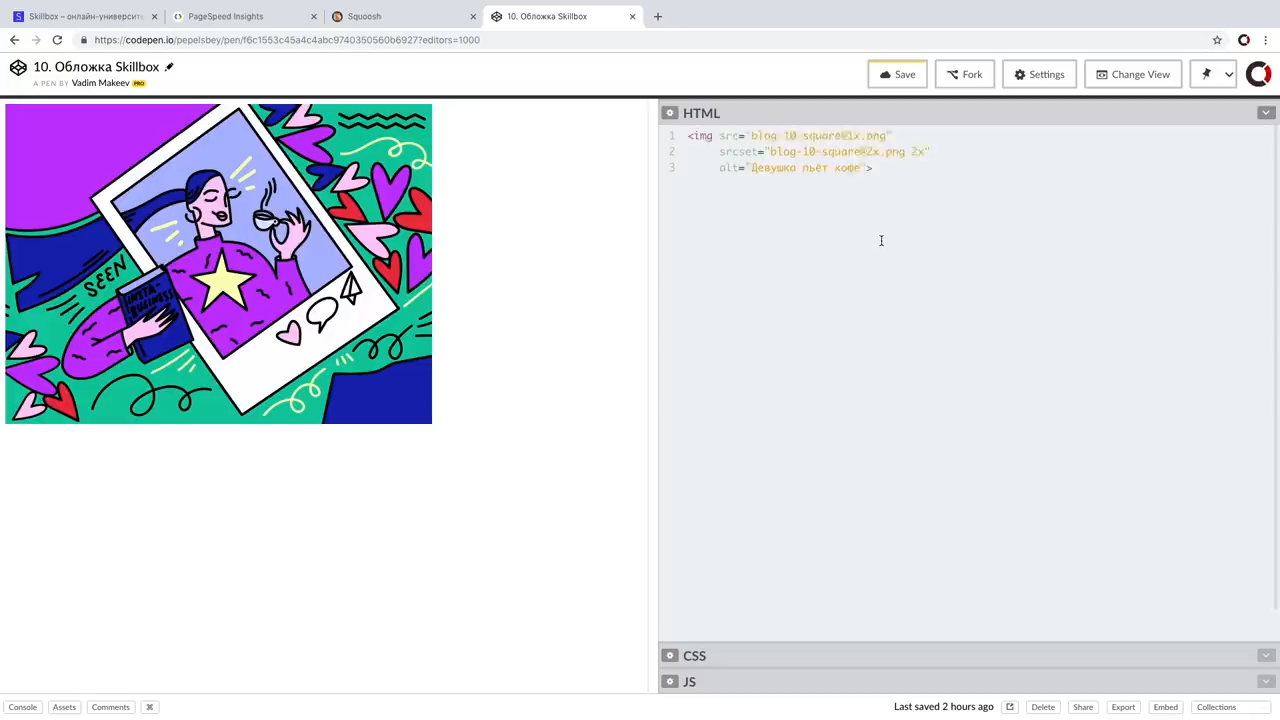 Skillbox – онлайн-университе
PageSpeed Insights
Squoosh
10. Обложка Skillbox
https://codepen.io/pepelsbey/pen/f6c1553c45a4c4abc9740350560b6927?editors=1000
10. Обложка Skillbox
A PEN BY Vadim Makeev PRO
Save
Fork
Settings
Change View
SEEN
INSTA-
BUSINESS
HTML
1 <img src="blog-10-square@1x.png"
2 srcset="blog-10-square@2x.png 2x"
3 alt="Девушка пьёт кофе">
CSS
JS
Console
Assets
Comments
⌘
Last saved 2 hours ago
Delete
Share
Export
Embed
Collections